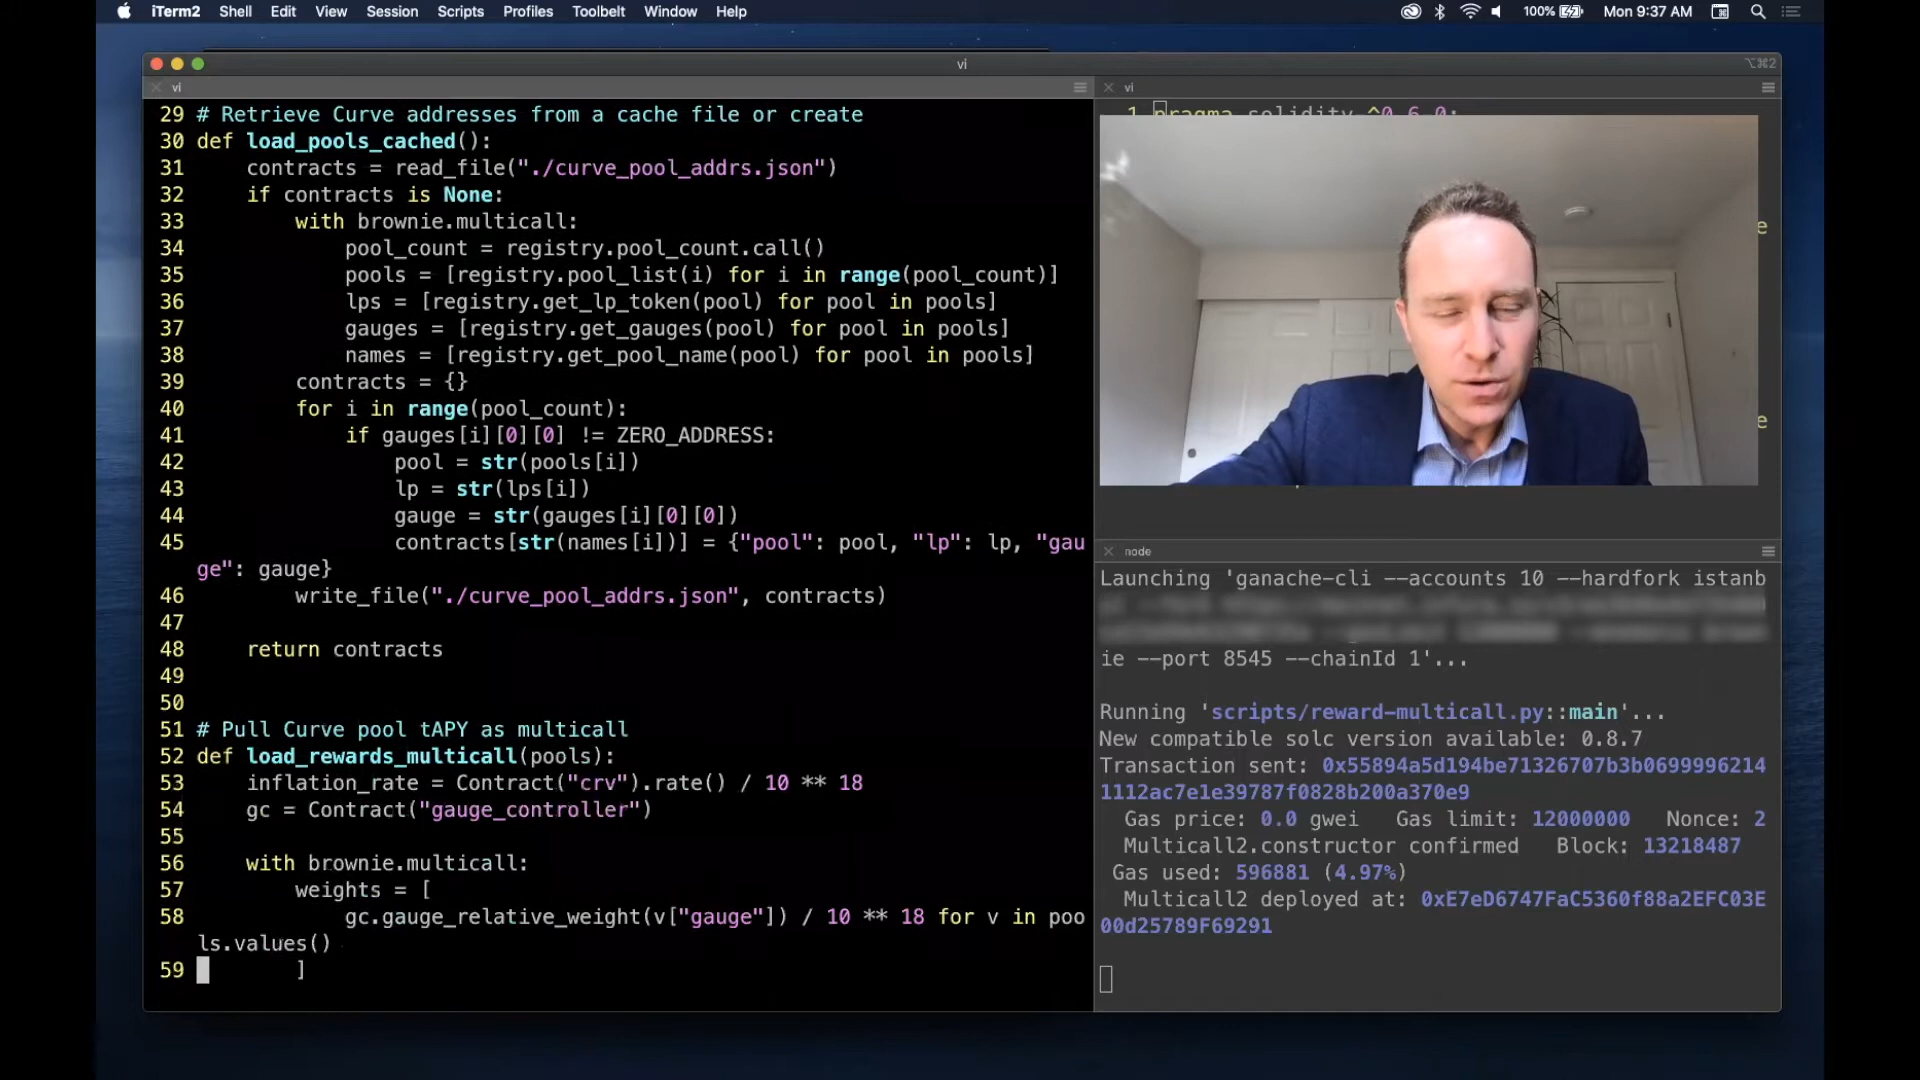 iTerm2 Shell Edit View Session Scripts Profiles Toolbelt Window Help 100% Mon 9:37 AM
vi ⌥⌘2
vi
29 # Retrieve Curve addresses from a cache file or create
30 def load_pools_cached():
31     contracts = read_file("./curve_pool_addrs.json")
32     if contracts is None:
33         with brownie.multicall:
34             pool_count = registry.pool_count.call()
35             pools = [registry.pool_list(i) for i in range(pool_count)]
36             lps = [registry.get_lp_token(pool) for pool in pools]
37             gauges = [registry.get_gauges(pool) for pool in pools]
38             names = [registry.get_pool_name(pool) for pool in pools]
39         contracts = {}
40         for i in range(pool_count):
41             if gauges[i][0][0] != ZERO_ADDRESS:
42                 pool = str(pools[i])
43                 lp = str(lps[i])
44                 gauge = str(gauges[i][0][0])
45                 contracts[str(names[i])] = {"pool": pool, "lp": lp, "gau
ge": gauge}
46         write_file("./curve_pool_addrs.json", contracts)
47
48     return contracts
49
50
51 # Pull Curve pool tAPY as multicall
52 def load_rewards_multicall(pools):
53     inflation_rate = Contract("crv").rate() / 10 ** 18
54     gc = Contract("gauge_controller")
55
56     with brownie.multicall:
57         weights = [
58             gc.gauge_relative_weight(v["gauge"]) / 10 ** 18 for v in poo
ls.values()
59         ]
vi
1 pragma solidity ^0.6.0;
e
e
node
Launching 'ganache-cli --accounts 10 --hardfork istanb
ie --port 8545 --chainId 1'...
Running 'scripts/reward-multicall.py::main'...
New compatible solc version available: 0.8.7
Transaction sent: 0x55894a5d194be71326707b3b0699996214
1112ac7e1e39787f0828b200a370e9
Gas price: 0.0 gwei Gas limit: 12000000 Nonce: 2
Multicall2.constructor confirmed Block: 13218487
Gas used: 596881 (4.97%)
Multicall2 deployed at: 0xE7eD6747FaC5360f88a2EFC03E
00d25789F69291